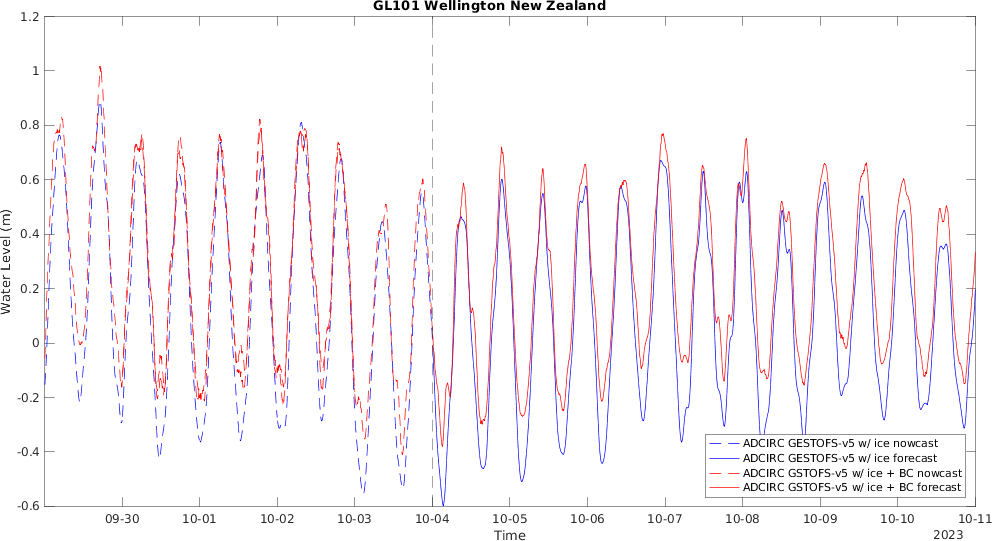 GL101 Wellington New Zealand
1.2
1
0.8
0.6
0.4
0.2
0
-0.2
-0.4
-0.6
Water Level (m)
ADCIRC GESTOFS-v5 w/ ice nowcast
ADCIRC GESTOFS-v5 w/ ice forecast
ADCIRC GSTOFS-v5 w/ ice + BC nowcast
ADCIRC GSTOFS-v5 w/ ice + BC forecast
09-30 10-01 10-02 10-03 10-04 10-05 10-06 10-07 10-08 10-09 10-10 10-11
Time
2023